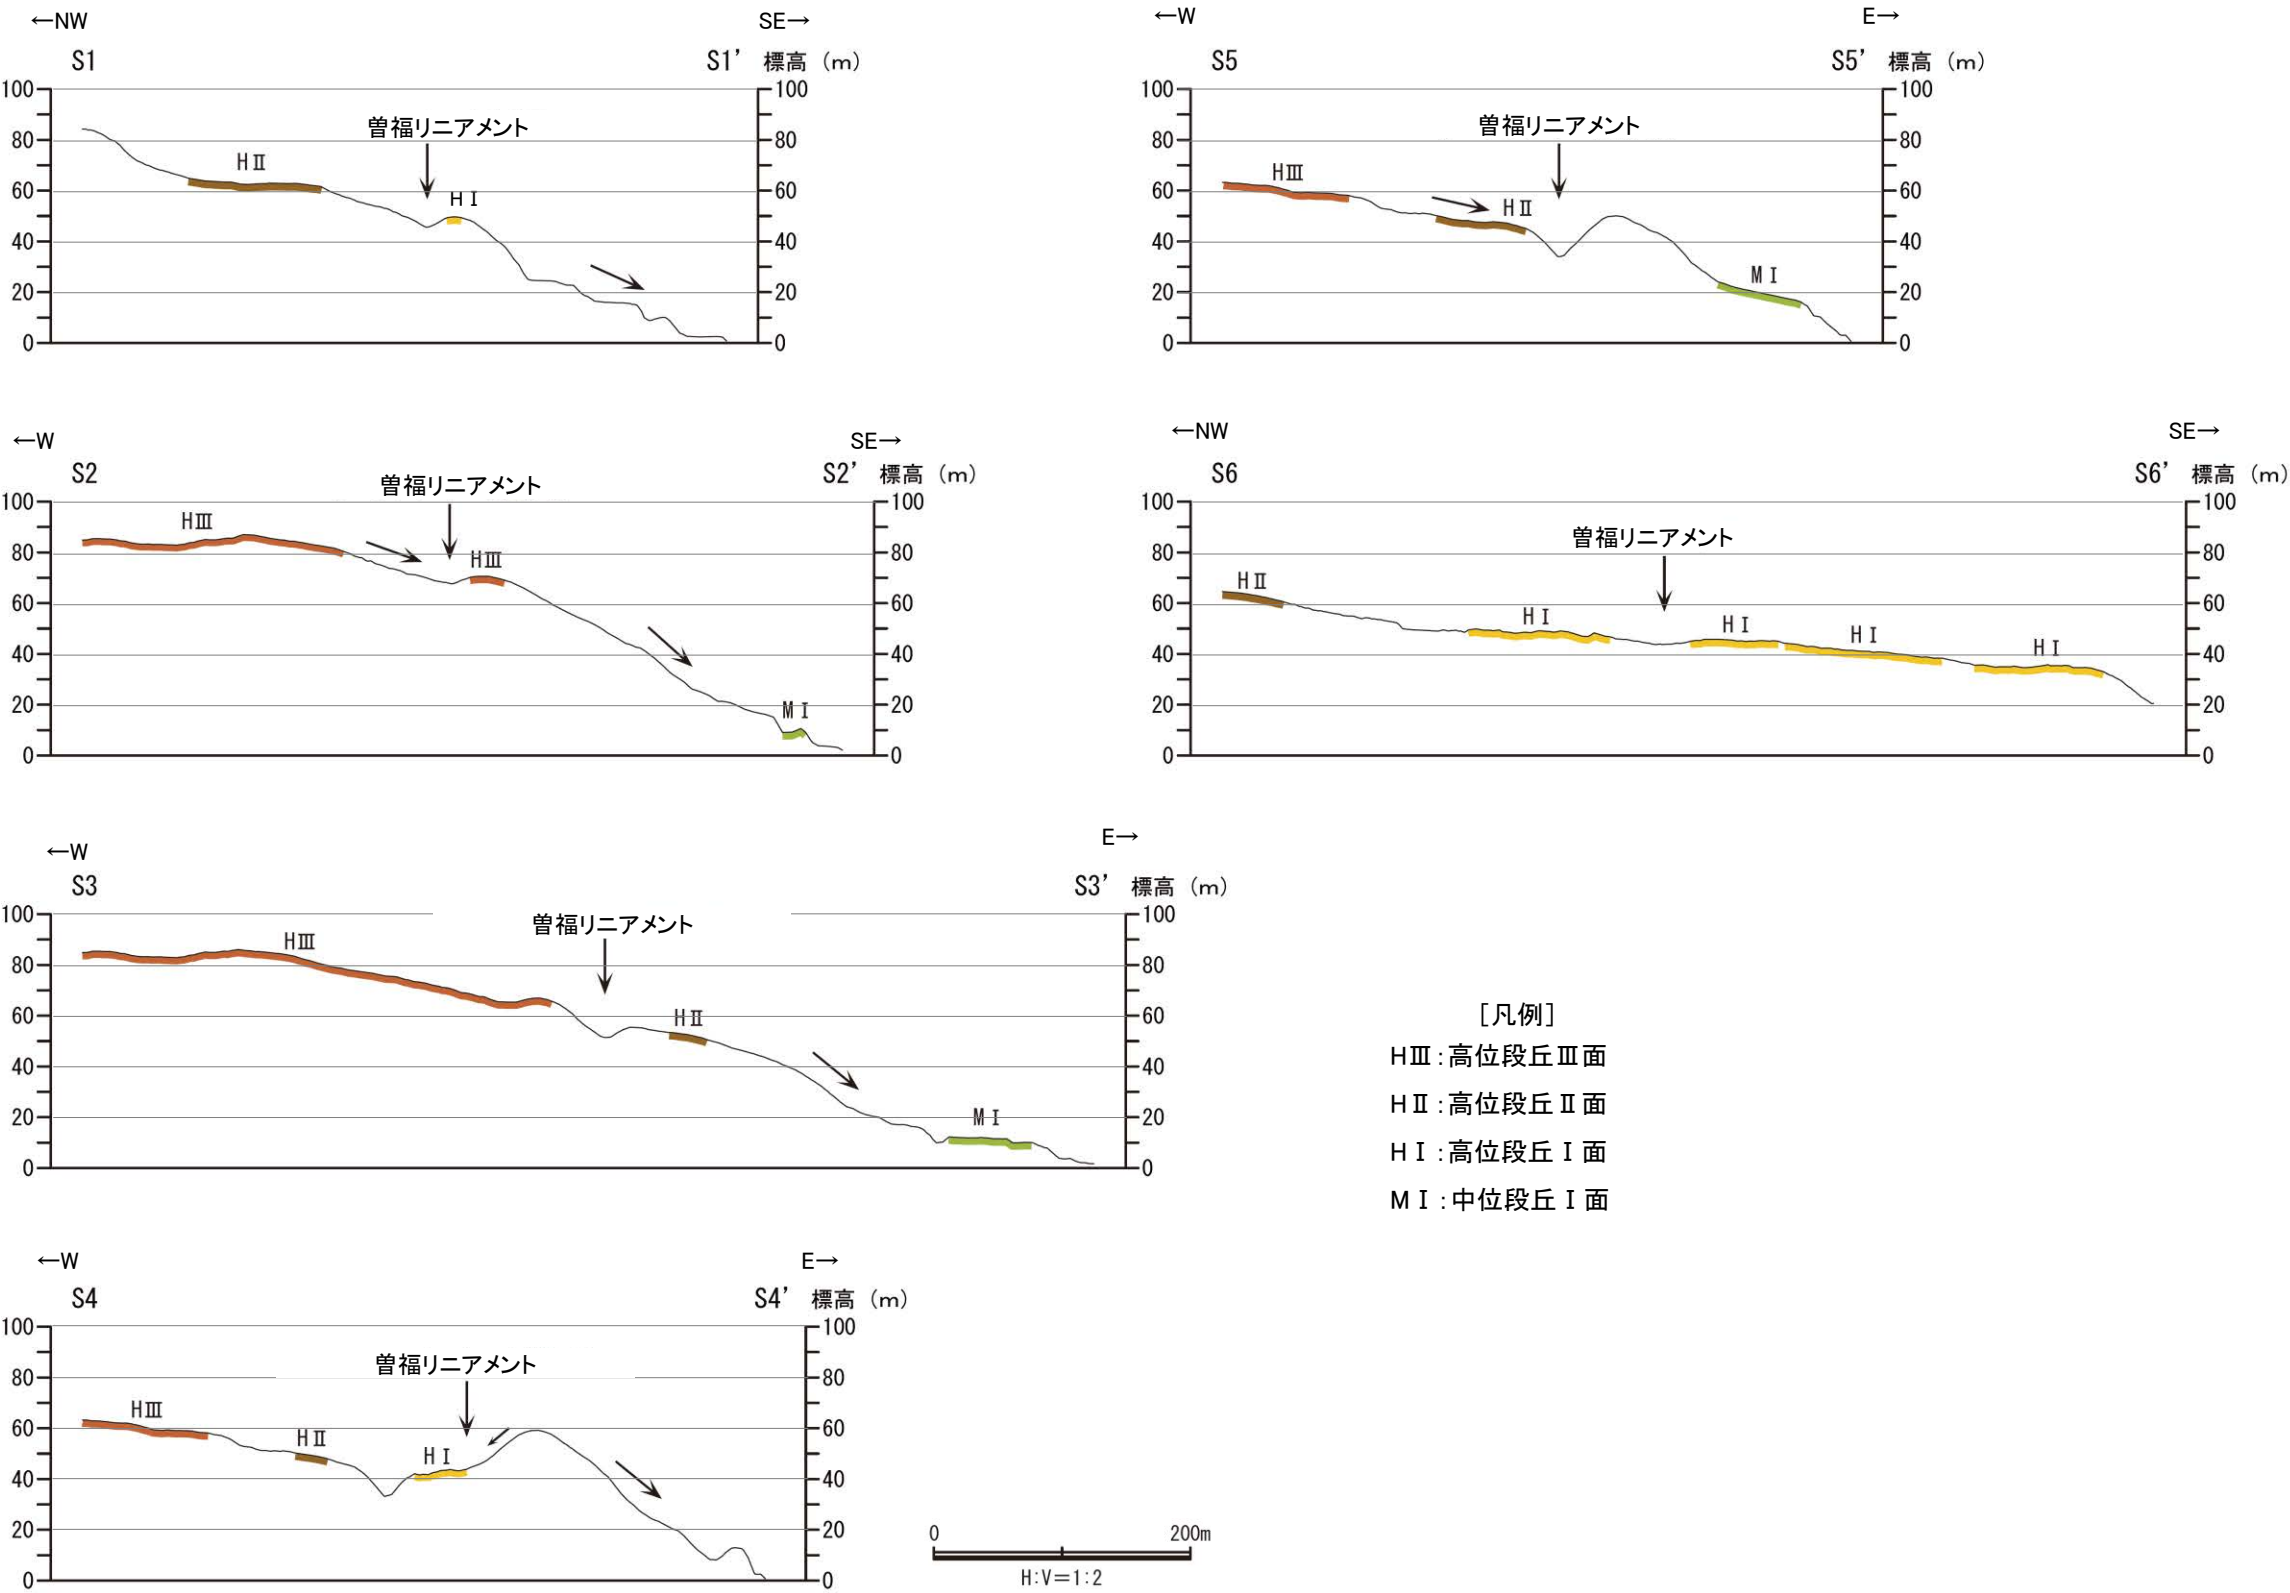 ←NW SE→
S1 S1’ 標高 (m)
100 100
曽福リニアメント
80 80
HⅡ
60 60
HⅠ
40 40
20 20
0 0
←W SE→
S2 S2’ 標高 (m)
曽福リニアメント
100 100
HⅢ
80 80
HⅢ
60 60
40 40
20 20
MⅠ
0 0
←W E→
S3 S3’ 標高 (m)
100 100
曽福リニアメント
HⅢ
80 80
60 60
HⅡ
40 40
20 20
MⅠ
0 0
←W E→
S4 S4’ 標高 (m)
100 100
曽福リニアメント
80 80
HⅢ
60 60
HⅡ
HⅠ
40 40
20 20
0 0
←W E→
S5 S5’ 標高 (m)
100 100
曽福リニアメント
80 80
HⅢ
60 60
HⅡ
40 40
MⅠ
20 20
0 0
←NW SE→
S6 S6’ 標高 (m)
100 100
曽福リニアメント
80 80
HⅡ
60 60
HⅠ HⅠ HⅠ HⅠ
40 40
20 20
0 0
[凡例]
HⅢ:高位段丘Ⅲ面
HⅡ:高位段丘Ⅱ面
HⅠ:高位段丘Ⅰ面
MⅠ:中位段丘Ⅰ面
0 200m
H:V=1:2